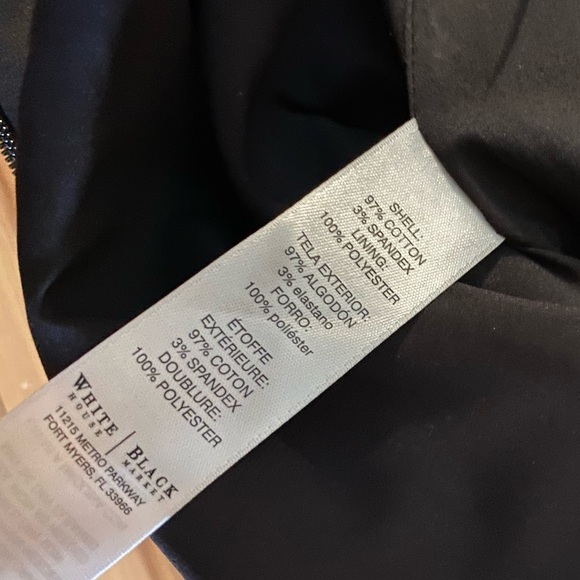 SHELL:
97% COTTON
3% SPANDEX
LINING:
100% POLYESTER
TELA EXTERIOR:
97% ALGODÓN
3% elastano
FORRO:
100% poliéster
ÉTOFFE
EXTÉRIEURE:
97% COTON
3% SPANDEX
DOUBLURE:
100% POLYESTER
WHITE
HOUSE
BLACK
MARKET
11215 METRO PARKWAY
FORT MYERS, FL 33966